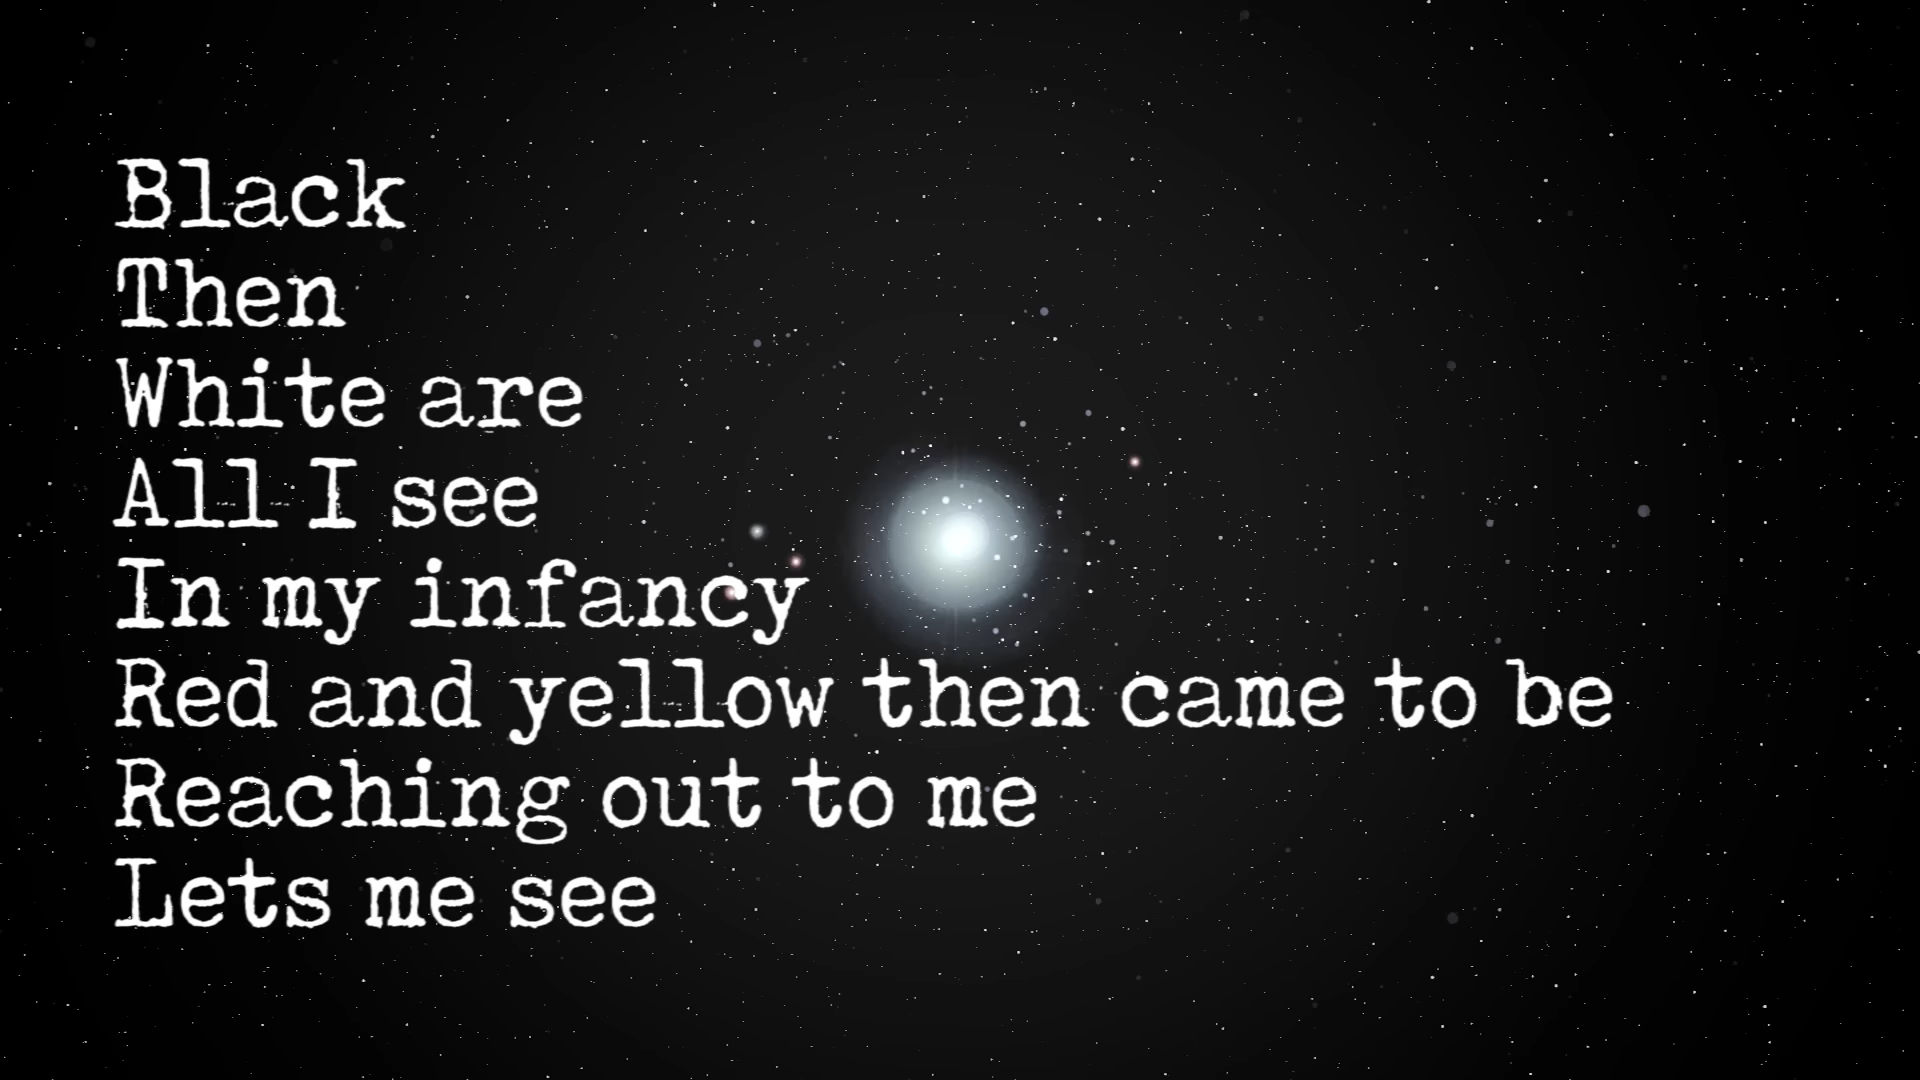 Black
Then
White are
All I see
In my infancy
Red and yellow then came to be
Reaching out to me
Lets me see